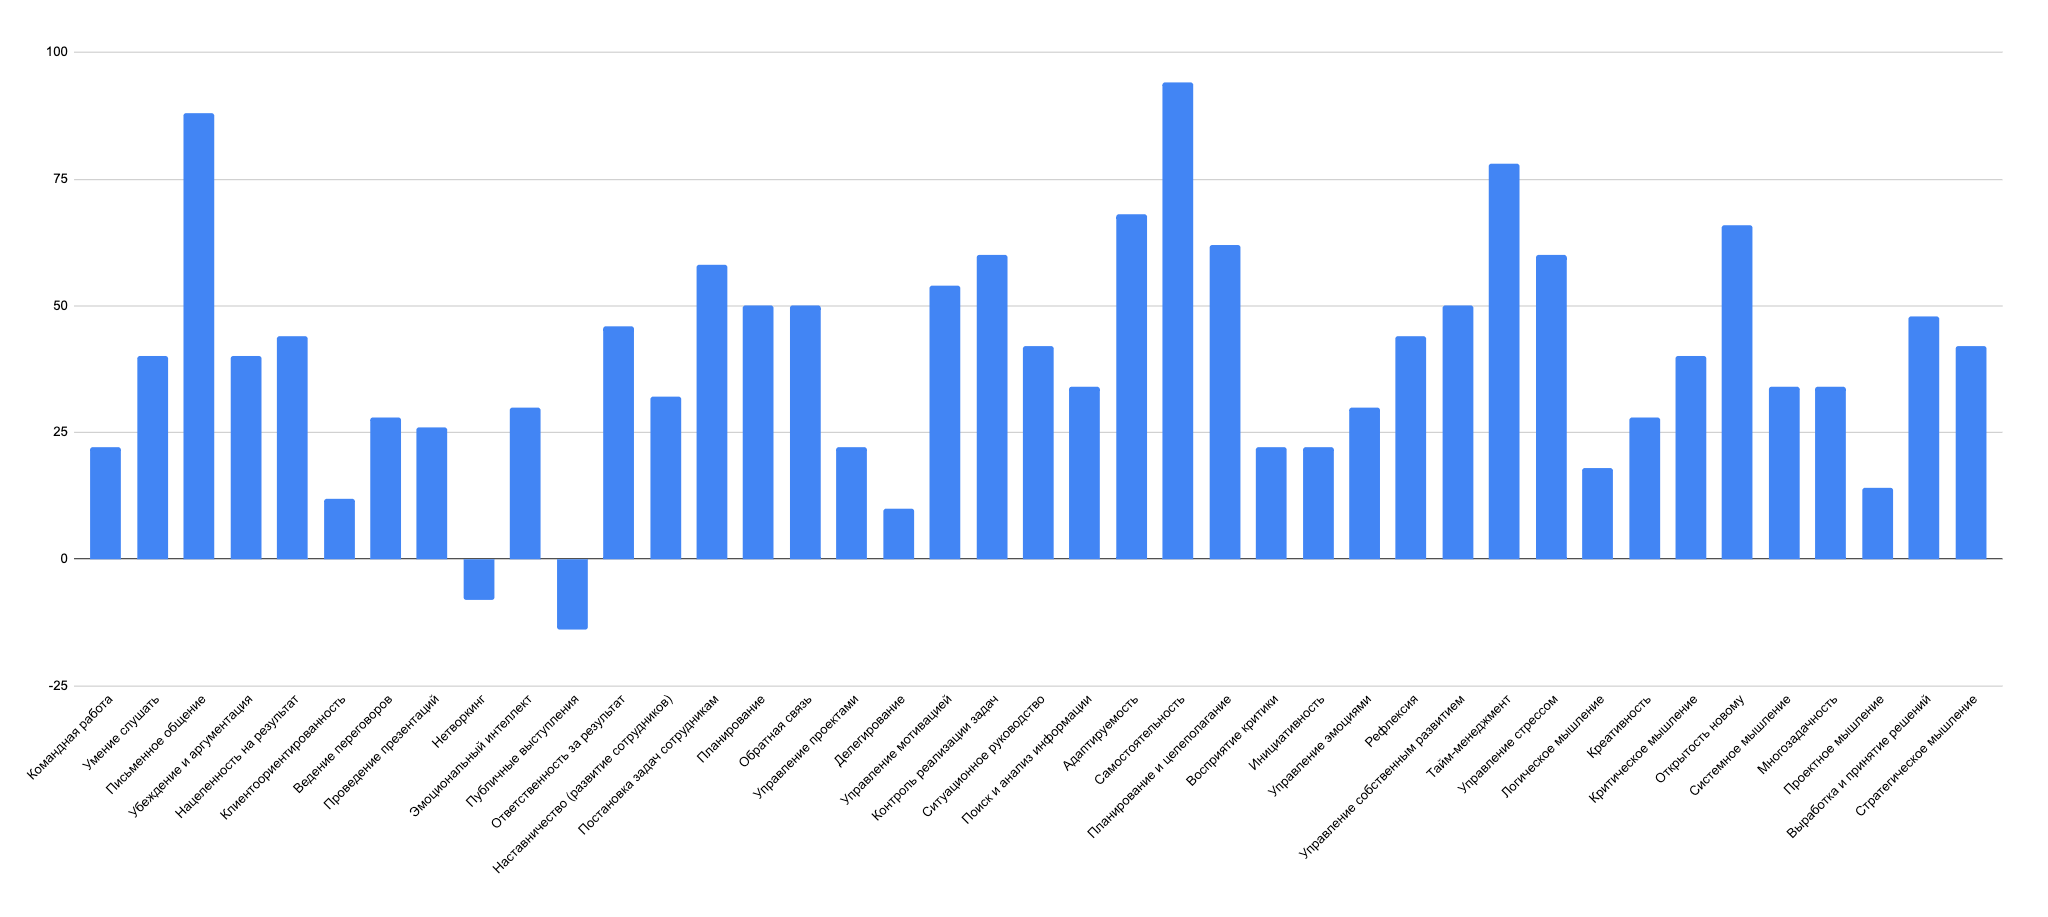 100
75
50
25
0
-25
Командная работа
Умение слушать
Письменное общение
Убеждение и аргументация
Нацеленность на результат
Клиентоориентированность
Ведение переговоров
Проведение презентаций
Нетворкинг
Эмоциональный интеллект
Публичные выступления
Ответственность за результат
Наставничество (развитие сотрудников)
Постановка задач сотрудникам
Планирование
Обратная связь
Управление проектами
Делегирование
Управление мотивацией
Контроль реализации задач
Ситуационное руководство
Поиск и анализ информации
Адаптируемость
Самостоятельность
Планирование и целеполагание
Восприятие критики
Инициативность
Управление эмоциями
Рефлексия
Управление собственным развитием
Тайм-менеджмент
Управление стрессом
Логическое мышление
Креативность
Критическое мышление
Открытость новому
Системное мышление
Многозадачность
Проектное мышление
Выработка и принятие решений
Стратегическое мышление